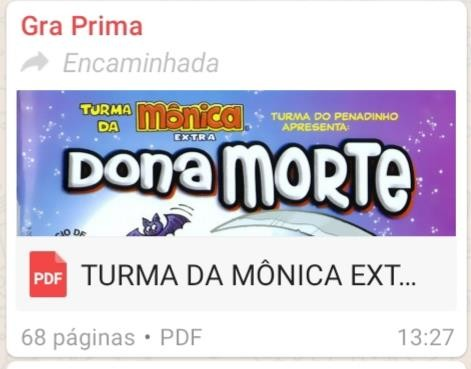 Gra Prima
Encaminhada
TURMA DA MÔNICA
EXTRA
TURMA DO PENADINHO
APRESENTA:
DONA MORTE
PDF
TURMA DA MÔNICA EXT...
68 páginas • PDF
13:27